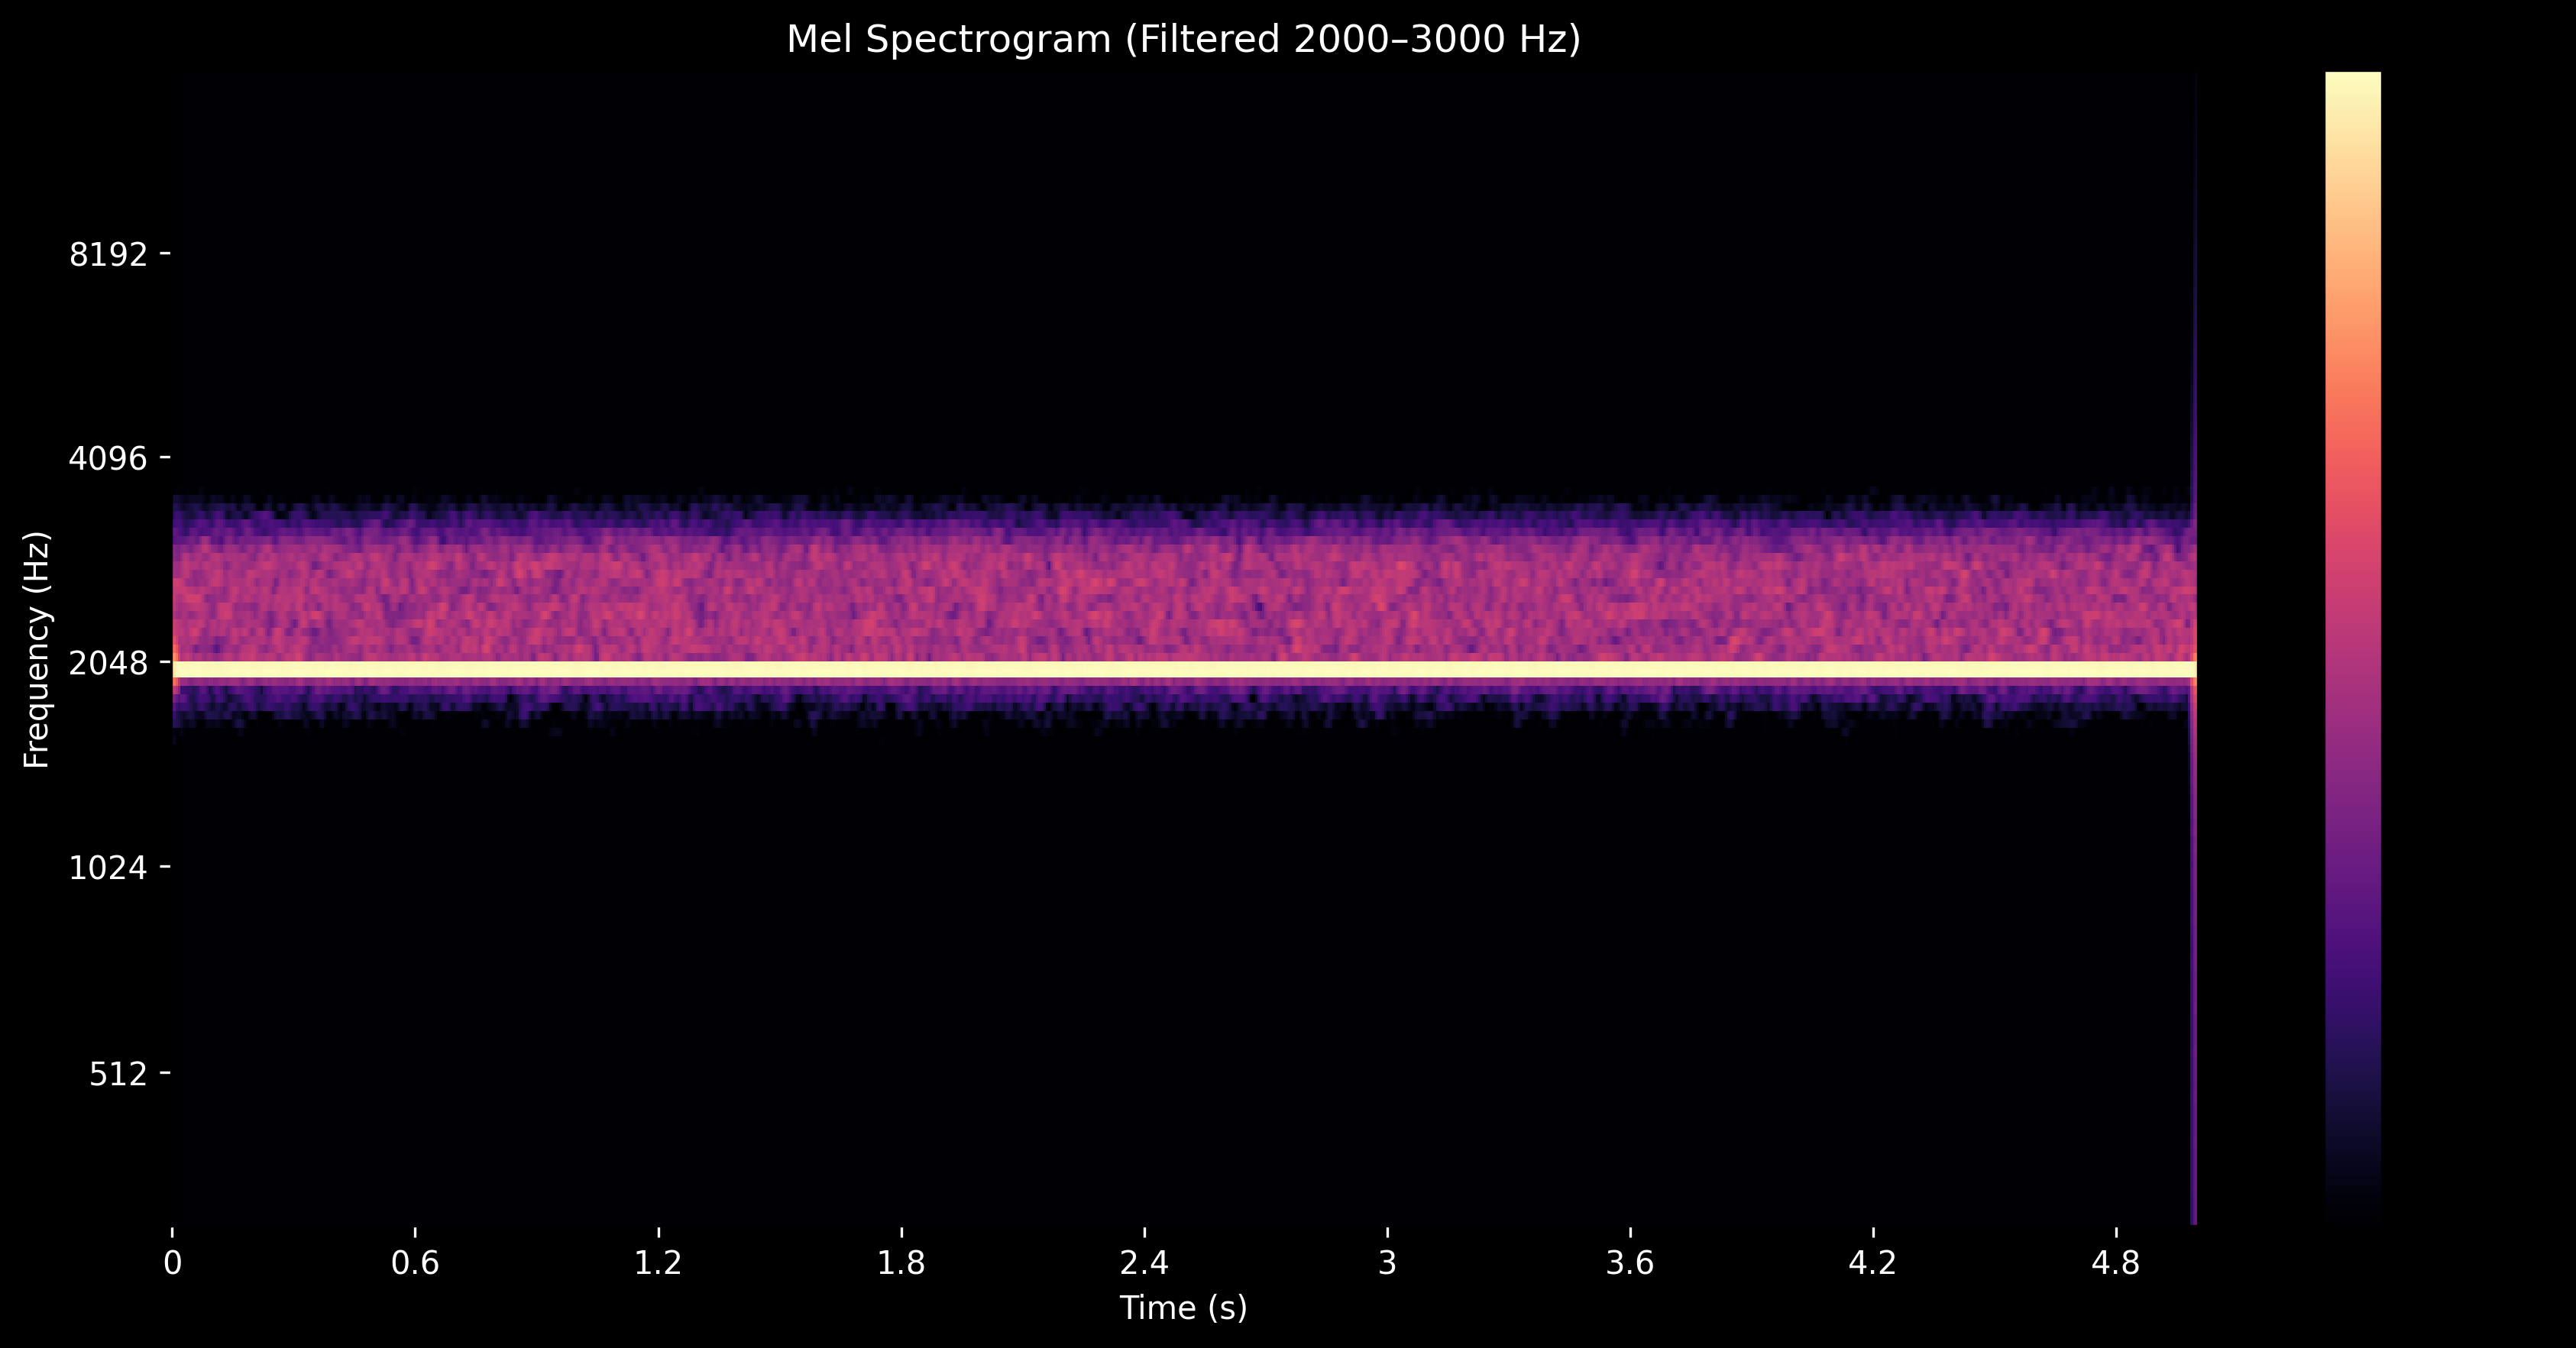 Mel Spectrogram (Filtered 2000–3000 Hz)
Frequency (Hz)
8192
4096
2048
1024
512
0 0.6 1.2 1.8 2.4 3 3.6 4.2 4.8
Time (s)